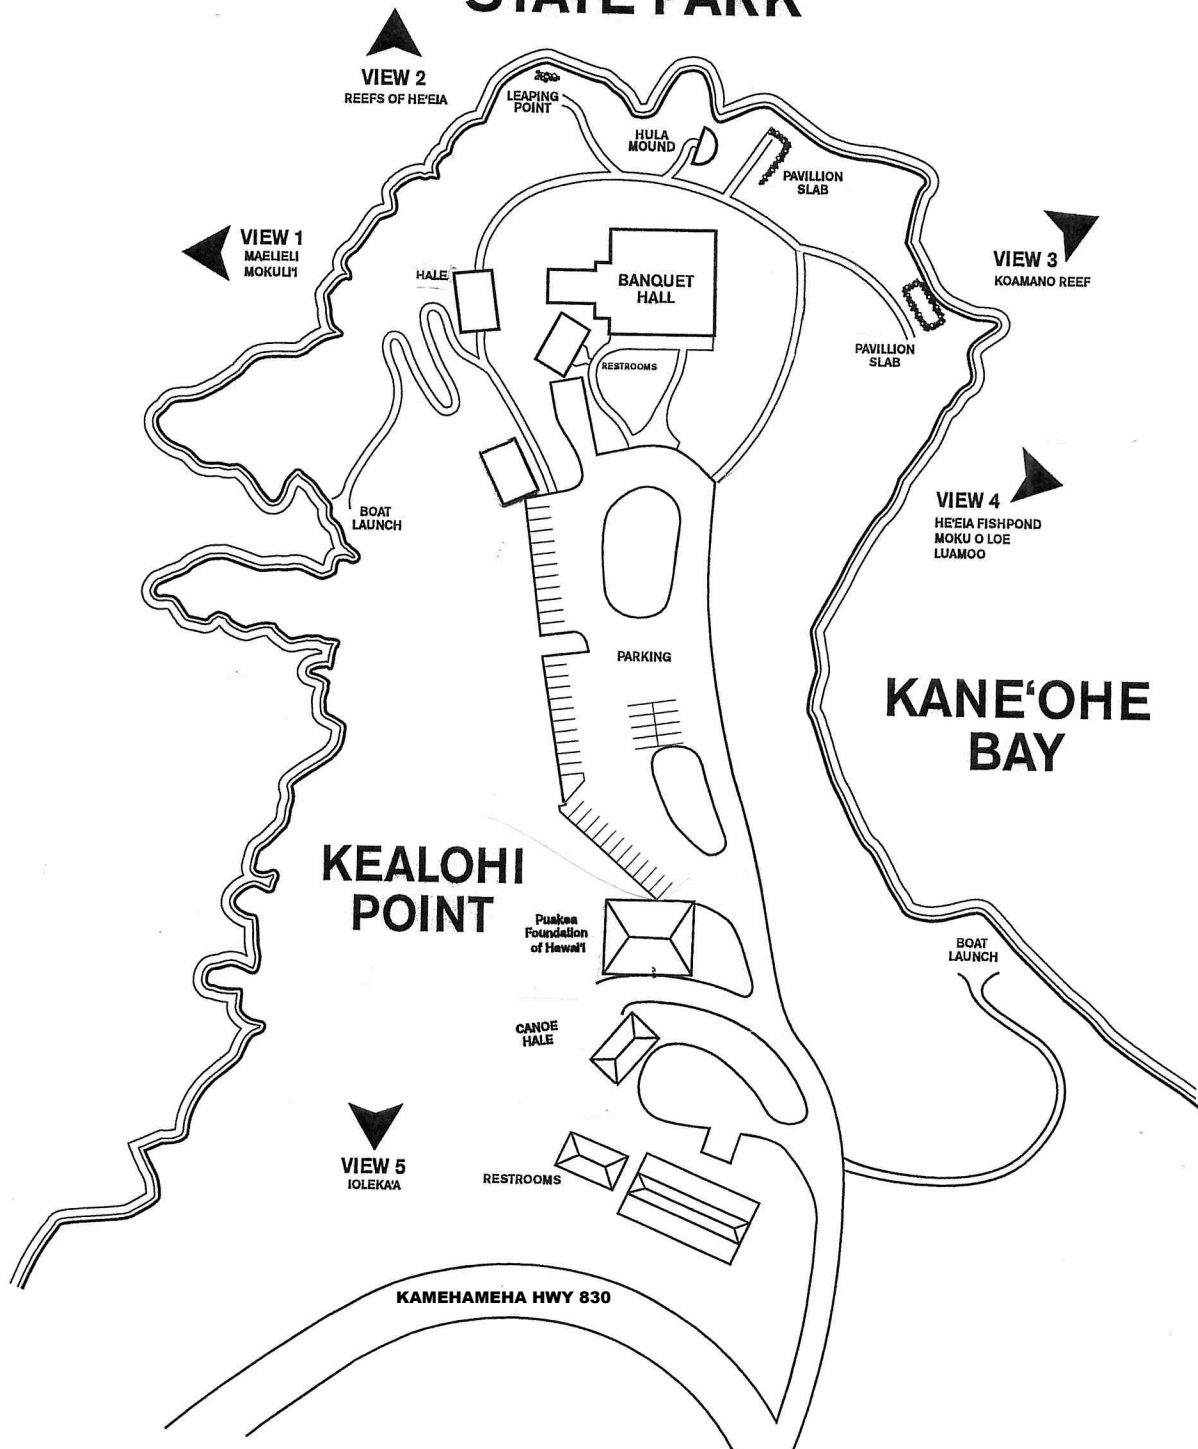 STATE PARK
VIEW 2
REEFS OF HE'EIA
LEAPING
POINT
HULA
MOUND
PAVILLION
SLAB
VIEW 1
MAELIELI
MOKULI'I
VIEW 3
KOAMANO REEF
HALE
BANQUET
HALL
PAVILLION
SLAB
RESTROOMS
BOAT
LAUNCH
VIEW 4
HE'EIA FISHPOND
MOKU O LOE
LUAMOO
PARKING
KANE‘OHE
BAY
KEALOHI
POINT
Puakea
Foundation
of Hawai'i
BOAT
LAUNCH
CANOE
HALE
VIEW 5
IOLEKA'A
RESTROOMS
KAMEHAMEHA HWY 830